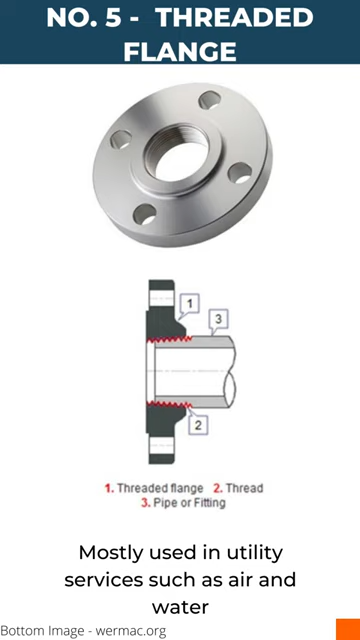 NO. 5 - THREADED
FLANGE
1
3
2
1. Threaded flange 2. Thread
3. Pipe or Fitting
Mostly used in utility
services such as air and
water
Bottom Image - wermac.org